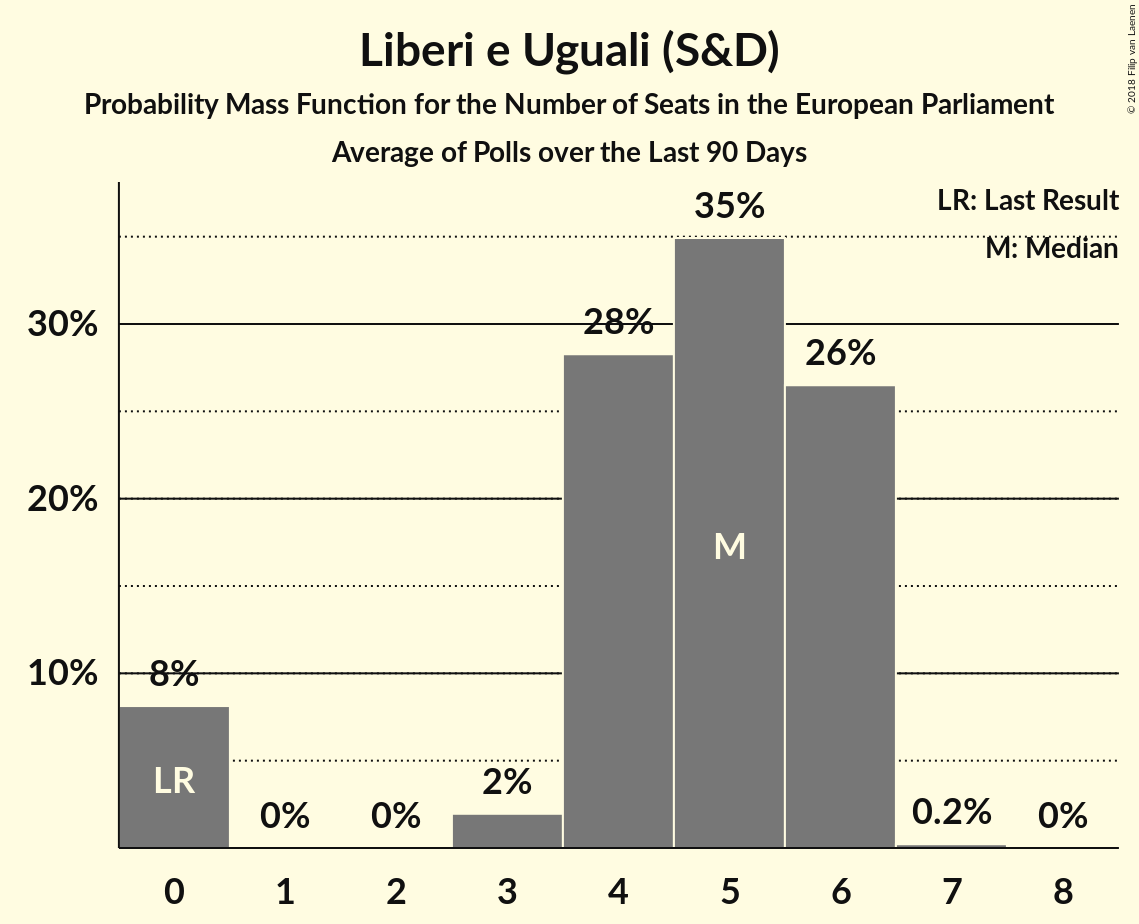 Liberi e Uguali (S&D)
Probability Mass Function for the Number of Seats in the European Parliament
Average of Polls over the Last 90 Days
© 2018 Filip van Laenen
LR: Last Result
M: Median
35%
30%
28%
26%
20%
M
10%
8%
LR
2%
0%
0%
0.2%
0%
0 1 2 3 4 5 6 7 8